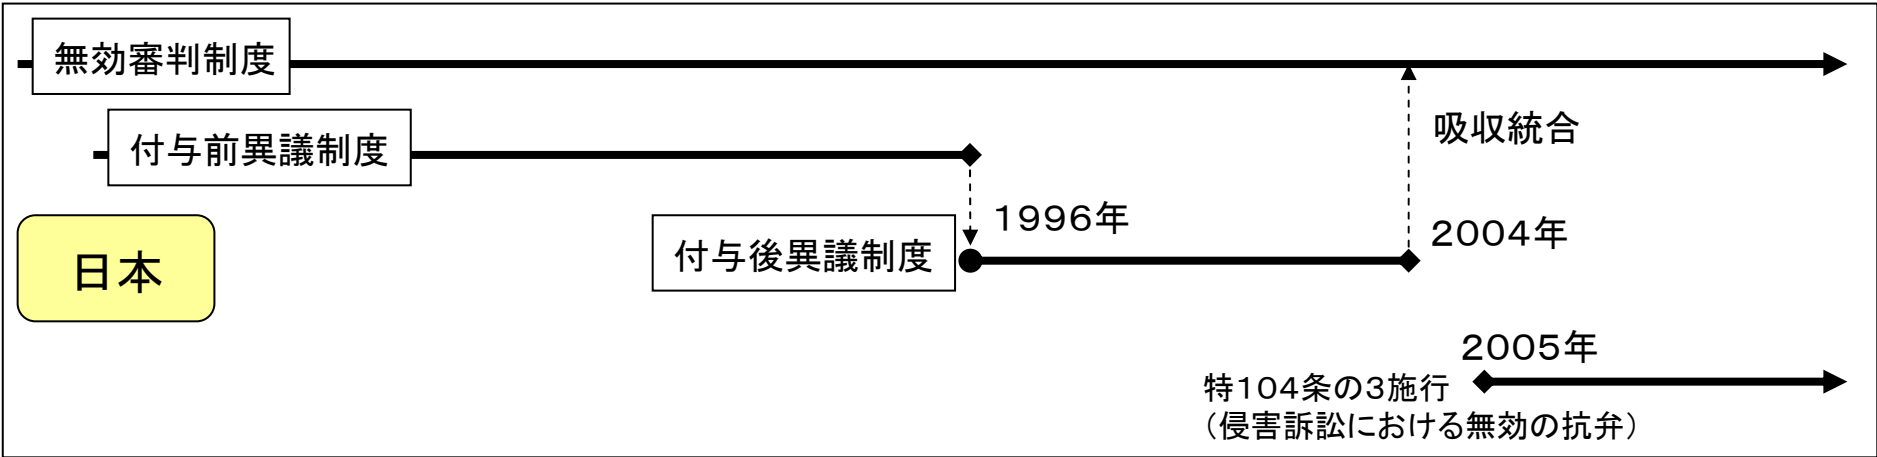 無効審判制度
付与前異議制度
吸収統合
1996年
2004年
付与後異議制度
日本
2005年
特104条の3施行
(侵害訴訟における無効の抗弁)